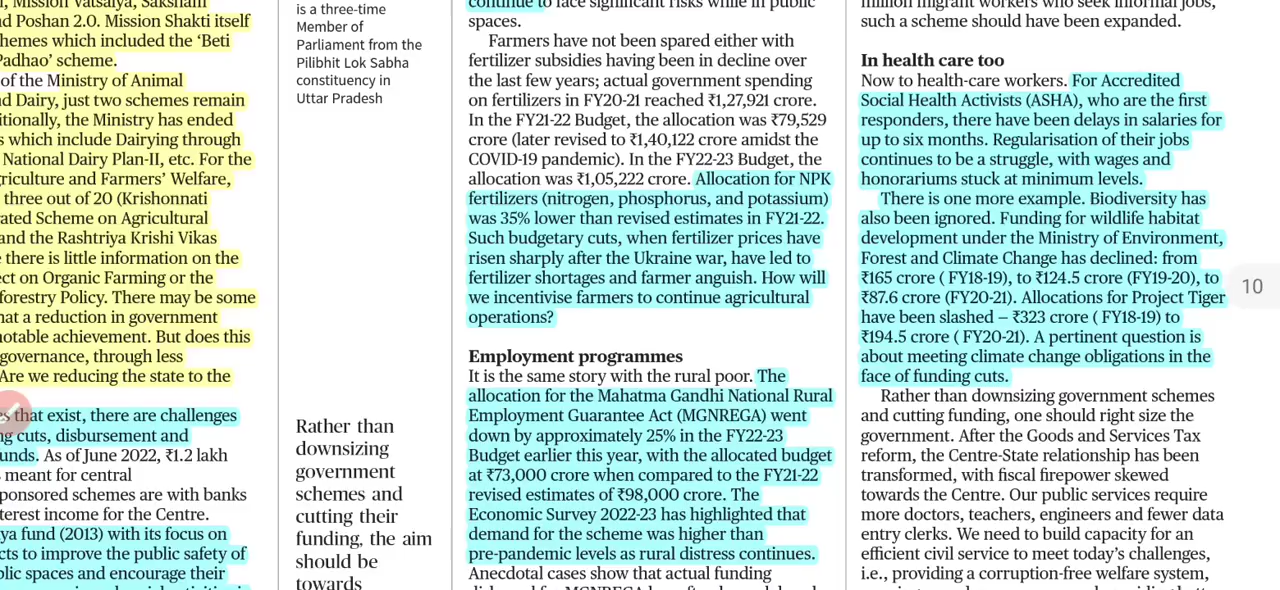 , Mission Vatsalya, Saksham
d Poshan 2.0. Mission Shakti itself
hemes which included the ‘Beti
Padhao’ scheme.
of the Ministry of Animal
d Dairy, just two schemes remain
itionally, the Ministry has ended
s which include Dairying through
National Dairy Plan-II, etc. For the
griculture and Farmers’ Welfare,
three out of 20 (Krishonnati
rated Scheme on Agricultural
and the Rashtriya Krishi Vikas
e there is little information on the
ect on Organic Farming or the
forestry Policy. There may be some
hat a reduction in government
notable achievement. But does this
governance, through less
Are we reducing the state to the
s that exist, there are challenges
ng cuts, disbursement and
unds. As of June 2022, ₹1.2 lakh
meant for central
ponsored schemes are with banks
terest income for the Centre.
ya fund (2013) with its focus on
cts to improve the public safety of
blic spaces and encourage their
is a three-time
Member of
Parliament from the
Pilibhit Lok Sabha
constituency in
Uttar Pradesh
Rather than
downsizing
government
schemes and
cutting their
funding, the aim
should be
towards
continue to face significant risks while in public
spaces.
Farmers have not been spared either with
fertilizer subsidies having been in decline over
the last few years; actual government spending
on fertilizers in FY20-21 reached ₹1,27,921 crore.
In the FY21-22 Budget, the allocation was ₹79,529
crore (later revised to ₹1,40,122 crore amidst the
COVID-19 pandemic). In the FY22-23 Budget, the
allocation was ₹1,05,222 crore. Allocation for NPK
fertilizers (nitrogen, phosphorus, and potassium)
was 35% lower than revised estimates in FY21-22.
Such budgetary cuts, when fertilizer prices have
risen sharply after the Ukraine war, have led to
fertilizer shortages and farmer anguish. How will
we incentivise farmers to continue agricultural
operations?
Employment programmes
It is the same story with the rural poor. The
allocation for the Mahatma Gandhi National Rural
Employment Guarantee Act (MGNREGA) went
down by approximately 25% in the FY22-23
Budget earlier this year, with the allocated budget
at ₹73,000 crore when compared to the FY21-22
revised estimates of ₹98,000 crore. The
Economic Survey 2022-23 has highlighted that
demand for the scheme was higher than
pre-pandemic levels as rural distress continues.
Anecdotal cases show that actual funding
million migrant workers who seek informal jobs,
such a scheme should have been expanded.
In health care too
Now to health-care workers. For Accredited
Social Health Activists (ASHA), who are the first
responders, there have been delays in salaries for
up to six months. Regularisation of their jobs
continues to be a struggle, with wages and
honorariums stuck at minimum levels.
There is one more example. Biodiversity has
also been ignored. Funding for wildlife habitat
development under the Ministry of Environment,
Forest and Climate Change has declined: from
₹165 crore ( FY18-19), to ₹124.5 crore (FY19-20), to
₹87.6 crore (FY20-21). Allocations for Project Tiger
have been slashed — ₹323 crore ( FY18-19) to
₹194.5 crore ( FY20-21). A pertinent question is
about meeting climate change obligations in the
face of funding cuts.
Rather than downsizing government schemes
and cutting funding, one should right size the
government. After the Goods and Services Tax
reform, the Centre-State relationship has been
transformed, with fiscal firepower skewed
towards the Centre. Our public services require
more doctors, teachers, engineers and fewer data
entry clerks. We need to build capacity for an
efficient civil service to meet today’s challenges,
i.e., providing a corruption-free welfare system,
10